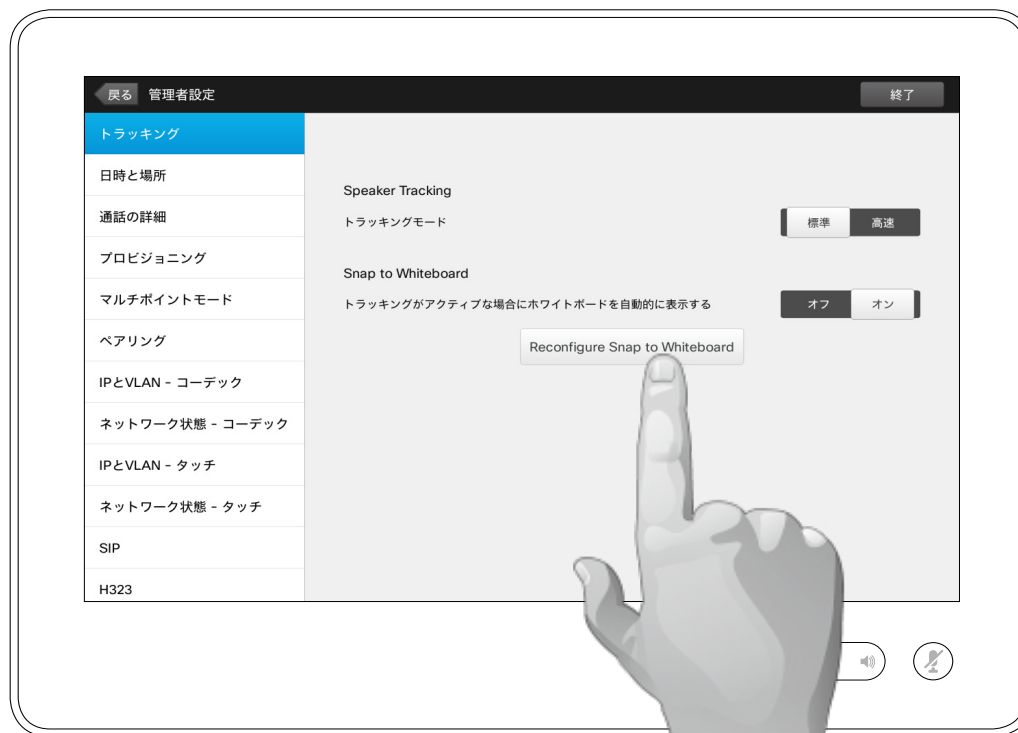 戻る 管理者設定 終了
トラッキング
日時と場所
通話の詳細
プロビジョニング
マルチポイントモード
ペアリング
IPとVLAN - コーデック
ネットワーク状態 - コーデック
IPとVLAN - タッチ
ネットワーク状態 - タッチ
SIP
H323
Speaker Tracking
トラッキングモード 標準 高速
Snap to Whiteboard
トラッキングがアクティブな場合にホワイトボードを自動的に表示する オフ オン
Reconfigure Snap to Whiteboard